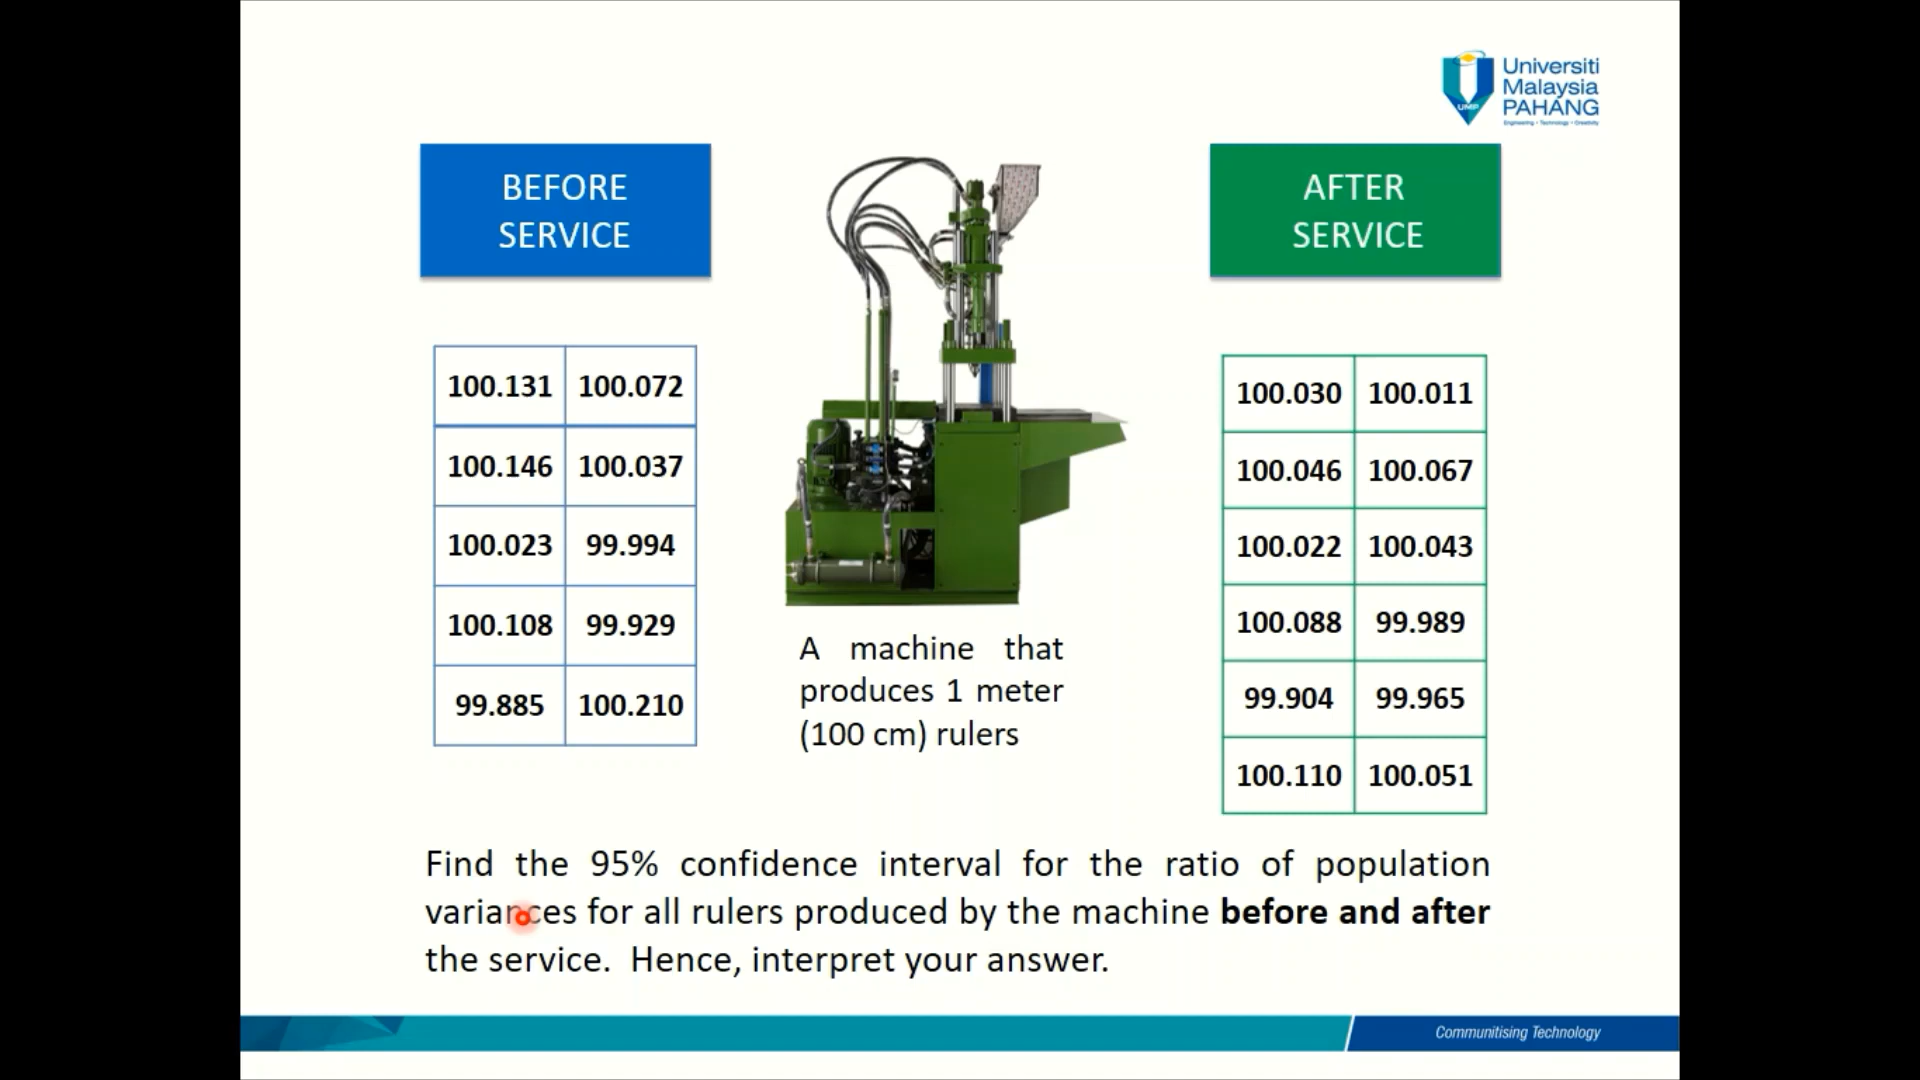 Universiti
Malaysia
PAHANG
Engineering • Technology • Creativity
UMP
BEFORE
SERVICE
AFTER
SERVICE
100.131 100.072
100.146 100.037
100.023 99.994
100.108 99.929
99.885 100.210
A machine that
produces 1 meter
(100 cm) rulers
100.030 100.011
100.046 100.067
100.022 100.043
100.088 99.989
99.904 99.965
100.110 100.051
Find the 95% confidence interval for the ratio of population
variances for all rulers produced by the machine before and after
the service. Hence, interpret your answer.
Communitising Technology